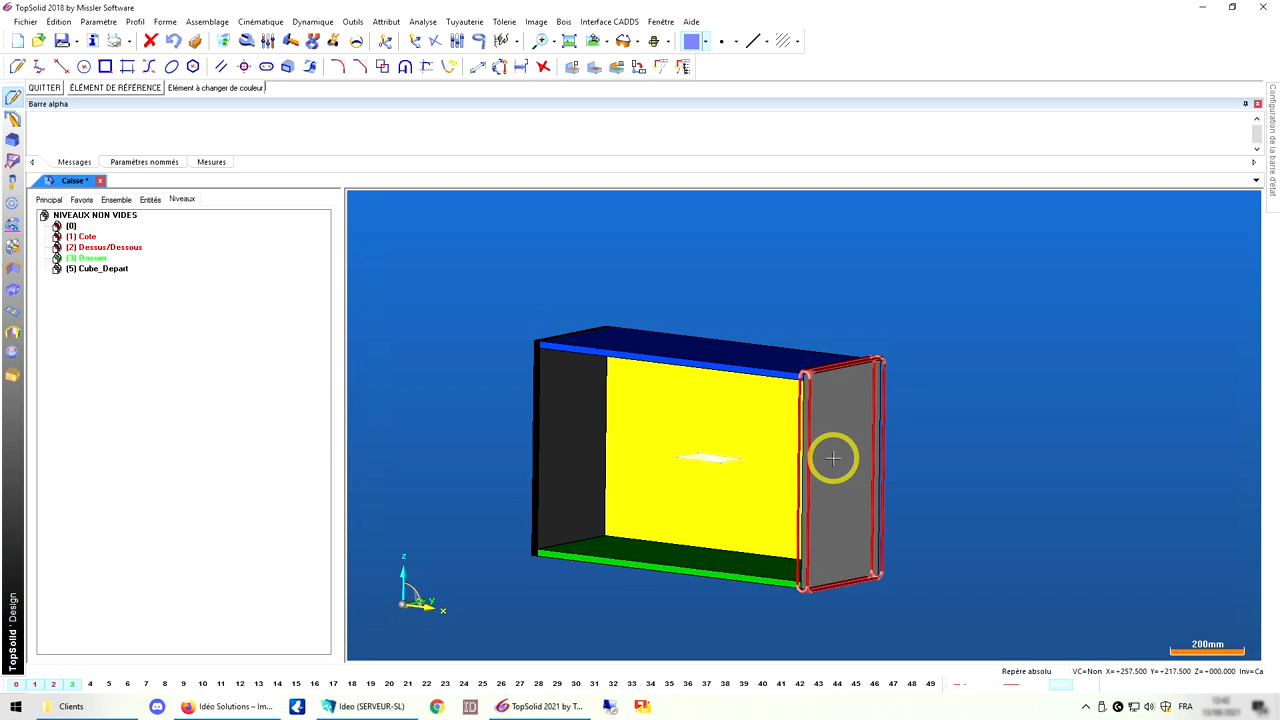 TopSolid 2018 by Missler Software
Fichier Édition Paramètre Profil Forme Assemblage Cinématique Dynamique Outils Attribut Analyse Tuyauterie Tôlerie Image Bois Interface CADDS Fenêtre Aide
QUITTER ÉLÉMENT DE RÉFÉRENCE Elément à changer de couleur
Barre alpha
Messages Paramètres nommés Mesures
Caisse *
Principal Favoris Ensemble Entités Niveaux
NIVEAUX NON VIDES
(0)
(1) Cote
(2) Dessus/Dessous
(3) Dossier
(5) Cube_Depart
Configuration de la barre d'état
z
y
x
200mm
TopSolid'Design
Repére absolu VC=Non X=+257.500 Y=+217.500 Z=+000.000 Inv=Ca
0 1 2 3 4 5 6 7 8 9 10 11 12 13 14 15 16 17 18 19 20 21 22 23 24 25 26 27 28 29 30 31 32 33 34 35 36 37 38 39 40 41 42 43 44 45 46 47 48 49
Clients Idéo Solutions – Im... Ideo (SERVEUR-SL) ID TopSolid 2021 by T... FRA